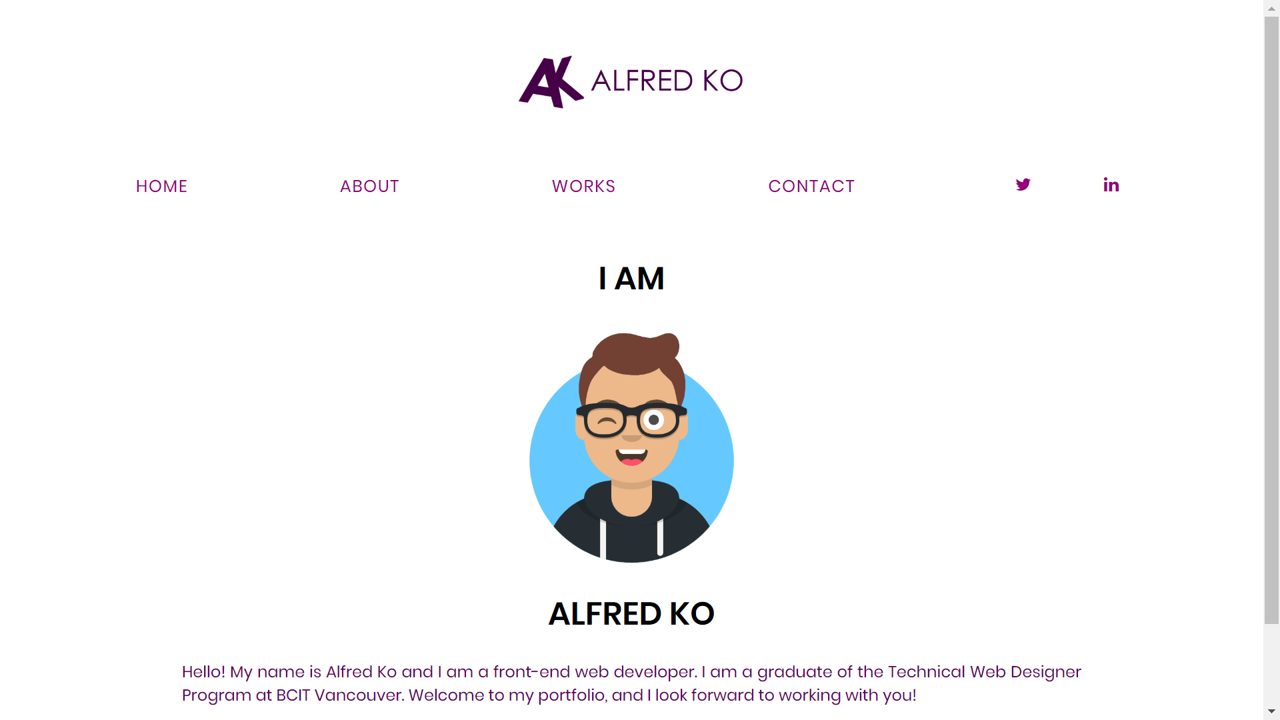 AK ALFRED KO
HOME ABOUT WORKS CONTACT
I AM
ALFRED KO
Hello! My name is Alfred Ko and I am a front-end web developer. I am a graduate of the Technical Web Designer
Program at BCIT Vancouver. Welcome to my portfolio, and I look forward to working with you!